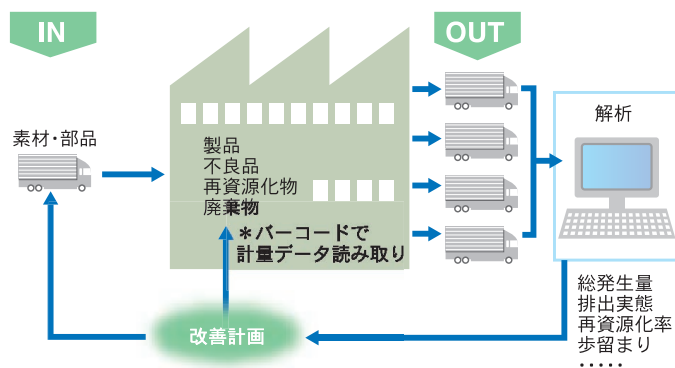 IN
OUT
素材・部品
製品
不良品
再資源化物
廃棄物
＊バーコードで
計量データ読み取り
解析
総発生量
排出実態
再資源化率
歩留まり
・・・・・
改善計画